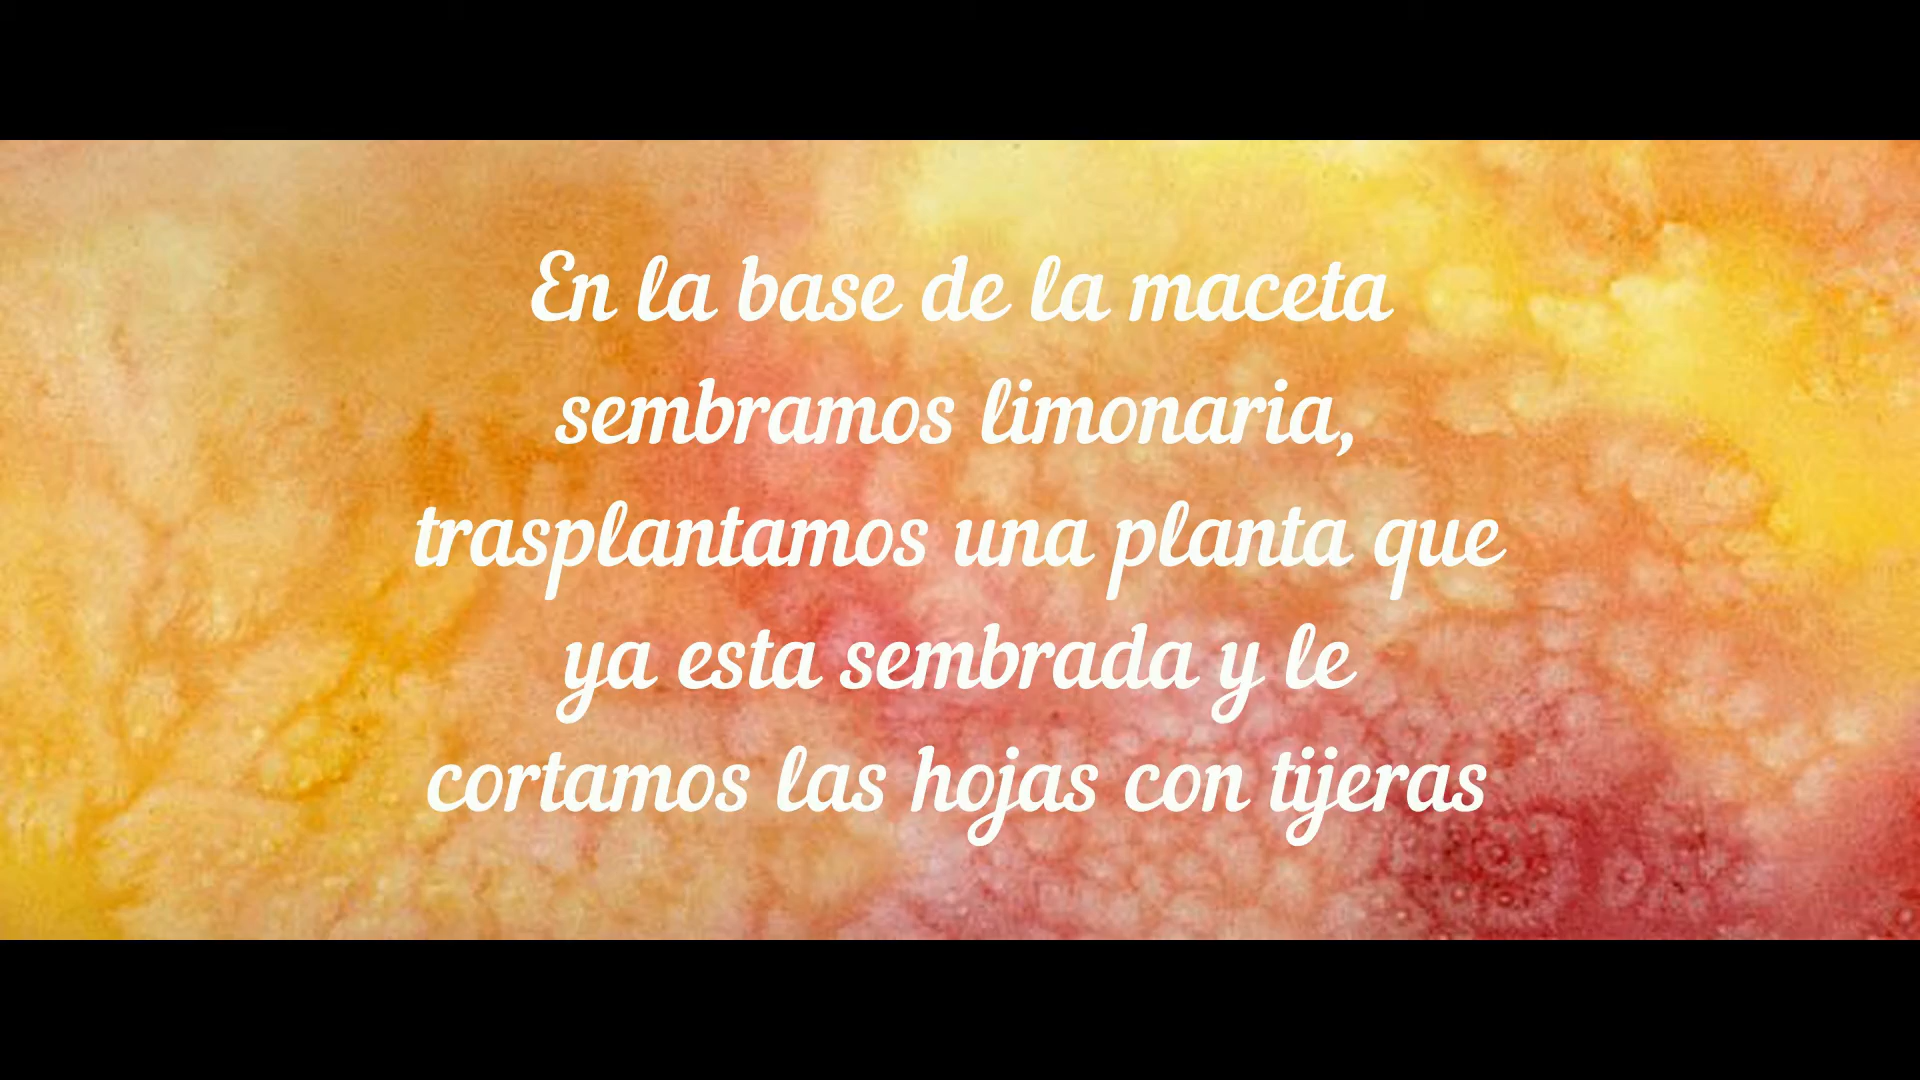 En la base de la maceta
sembramos limonaria,
trasplantamos una planta que
ya esta sembrada y le
cortamos las hojas con tijeras